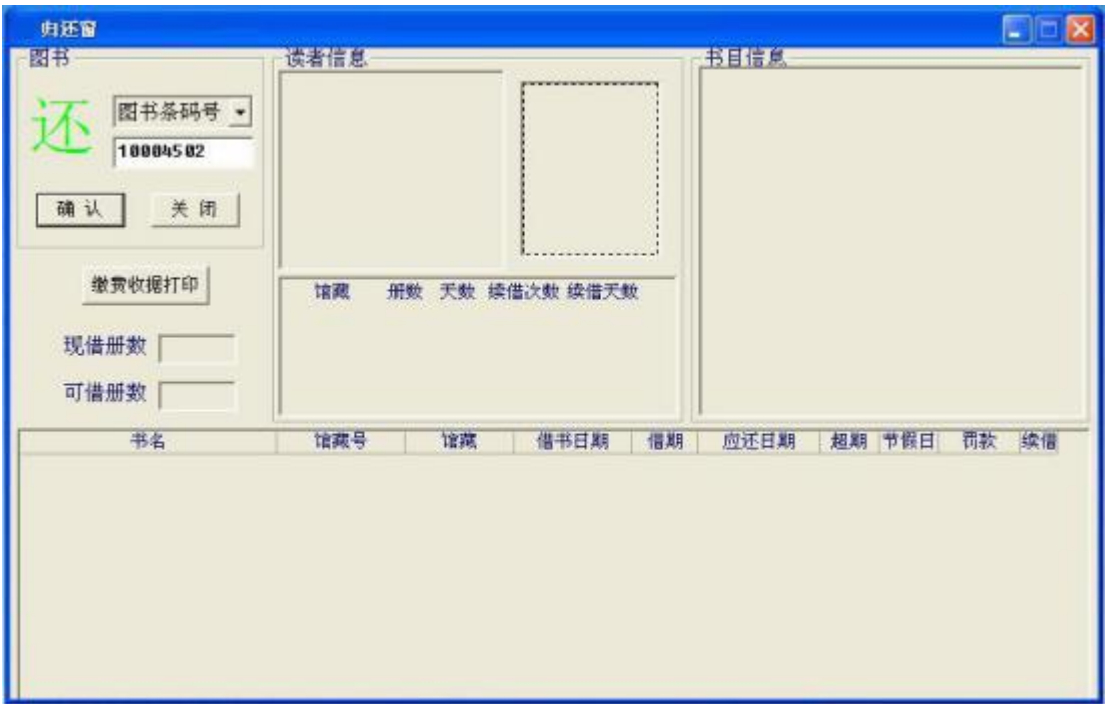 归还窗
图书
还
图书条码号
10004502
确 认
关 闭
缴费收据打印
现借册数
可借册数
读者信息
馆藏 册数 天数 续借次数 续借天数
书目信息
书名 馆藏号 馆藏 借书日期 借期 应还日期 超期 节假日 罚款 续借